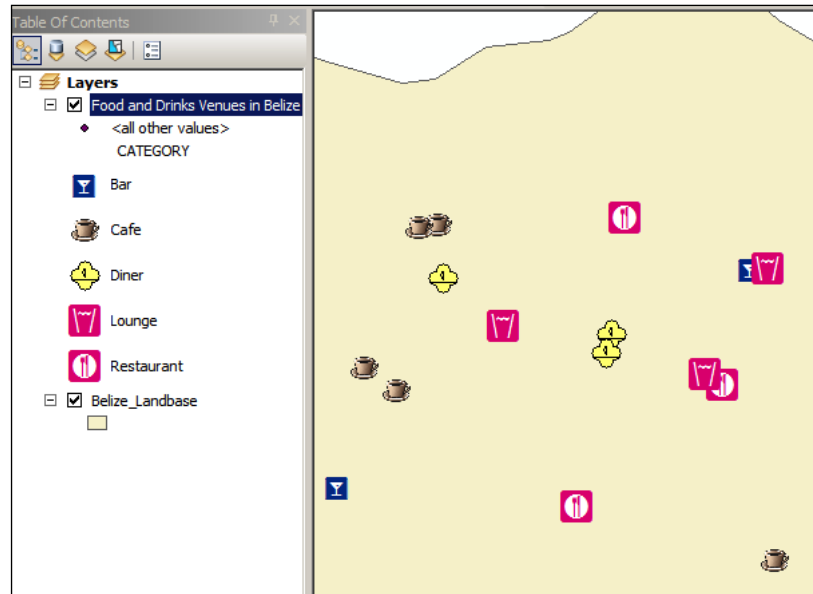 Table Of Contents
Layers
Food and Drinks Venues in Belize
<all other values>
CATEGORY
Bar
Cafe
Diner
Lounge
Restaurant
Belize_Landbase